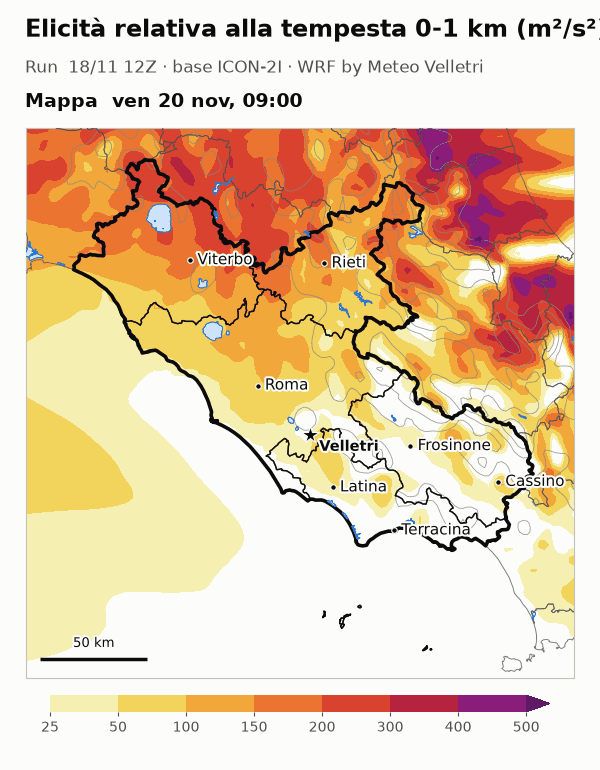 Elicità relativa alla tempesta 0-1 km (m²/s²)
Run 18/11 12Z · base ICON-2I · WRF by Meteo Velletri
Mappa ven 20 nov, 09:00
Viterbo
Rieti
Roma
Velletri
Frosinone
Cassino
Latina
Terracina
50 km
25 50 100 150 200 300 400 500